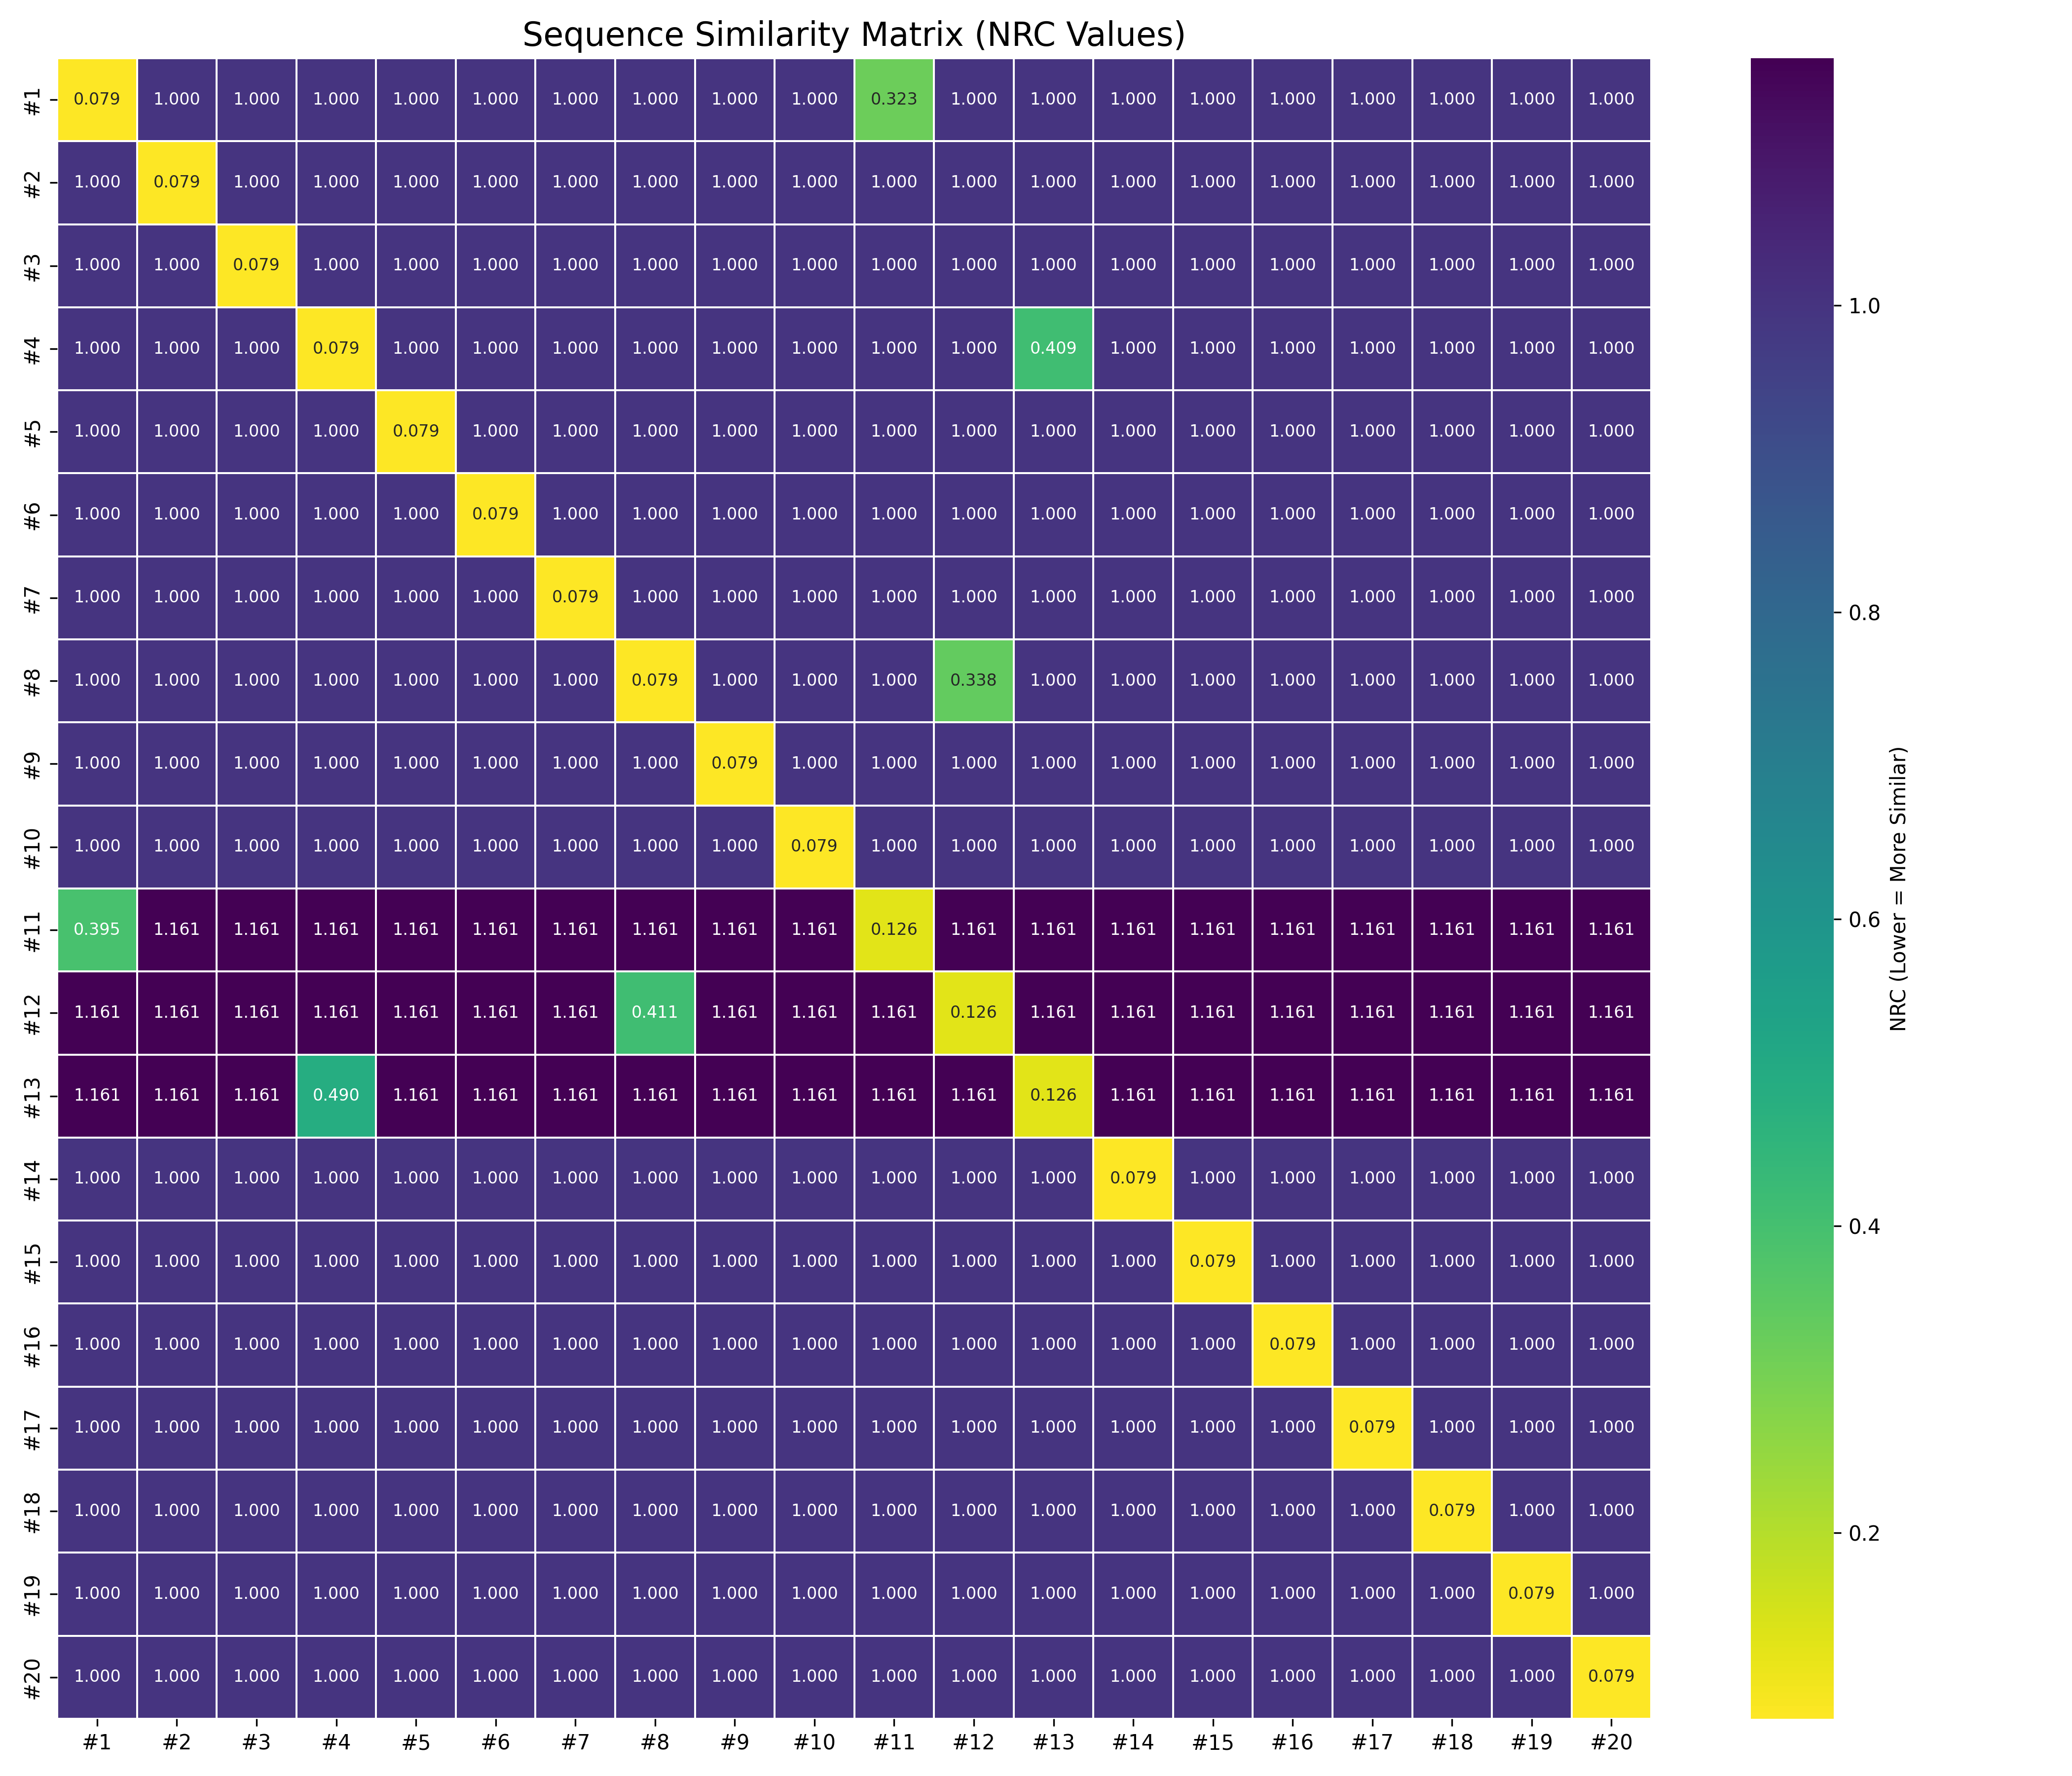 Sequence Similarity Matrix (NRC Values)
#1 0.079 1.000 1.000 1.000 1.000 1.000 1.000 1.000 1.000 1.000 0.323 1.000 1.000 1.000 1.000 1.000 1.000 1.000 1.000 1.000
#2 1.000 0.079 1.000 1.000 1.000 1.000 1.000 1.000 1.000 1.000 1.000 1.000 1.000 1.000 1.000 1.000 1.000 1.000 1.000 1.000
#3 1.000 1.000 0.079 1.000 1.000 1.000 1.000 1.000 1.000 1.000 1.000 1.000 1.000 1.000 1.000 1.000 1.000 1.000 1.000 1.000
#4 1.000 1.000 1.000 0.079 1.000 1.000 1.000 1.000 1.000 1.000 1.000 1.000 0.409 1.000 1.000 1.000 1.000 1.000 1.000 1.000
#5 1.000 1.000 1.000 1.000 0.079 1.000 1.000 1.000 1.000 1.000 1.000 1.000 1.000 1.000 1.000 1.000 1.000 1.000 1.000 1.000
#6 1.000 1.000 1.000 1.000 1.000 0.079 1.000 1.000 1.000 1.000 1.000 1.000 1.000 1.000 1.000 1.000 1.000 1.000 1.000 1.000
#7 1.000 1.000 1.000 1.000 1.000 1.000 0.079 1.000 1.000 1.000 1.000 1.000 1.000 1.000 1.000 1.000 1.000 1.000 1.000 1.000
#8 1.000 1.000 1.000 1.000 1.000 1.000 1.000 0.079 1.000 1.000 1.000 0.338 1.000 1.000 1.000 1.000 1.000 1.000 1.000 1.000
#9 1.000 1.000 1.000 1.000 1.000 1.000 1.000 1.000 0.079 1.000 1.000 1.000 1.000 1.000 1.000 1.000 1.000 1.000 1.000 1.000
#10 1.000 1.000 1.000 1.000 1.000 1.000 1.000 1.000 1.000 0.079 1.000 1.000 1.000 1.000 1.000 1.000 1.000 1.000 1.000 1.000
#11 0.395 1.161 1.161 1.161 1.161 1.161 1.161 1.161 1.161 1.161 0.126 1.161 1.161 1.161 1.161 1.161 1.161 1.161 1.161 1.161
#12 1.161 1.161 1.161 1.161 1.161 1.161 1.161 0.411 1.161 1.161 1.161 0.126 1.161 1.161 1.161 1.161 1.161 1.161 1.161 1.161
#13 1.161 1.161 1.161 0.490 1.161 1.161 1.161 1.161 1.161 1.161 1.161 1.161 0.126 1.161 1.161 1.161 1.161 1.161 1.161 1.161
#14 1.000 1.000 1.000 1.000 1.000 1.000 1.000 1.000 1.000 1.000 1.000 1.000 1.000 0.079 1.000 1.000 1.000 1.000 1.000 1.000
#15 1.000 1.000 1.000 1.000 1.000 1.000 1.000 1.000 1.000 1.000 1.000 1.000 1.000 1.000 0.079 1.000 1.000 1.000 1.000 1.000
#16 1.000 1.000 1.000 1.000 1.000 1.000 1.000 1.000 1.000 1.000 1.000 1.000 1.000 1.000 1.000 0.079 1.000 1.000 1.000 1.000
#17 1.000 1.000 1.000 1.000 1.000 1.000 1.000 1.000 1.000 1.000 1.000 1.000 1.000 1.000 1.000 1.000 0.079 1.000 1.000 1.000
#18 1.000 1.000 1.000 1.000 1.000 1.000 1.000 1.000 1.000 1.000 1.000 1.000 1.000 1.000 1.000 1.000 1.000 0.079 1.000 1.000
#19 1.000 1.000 1.000 1.000 1.000 1.000 1.000 1.000 1.000 1.000 1.000 1.000 1.000 1.000 1.000 1.000 1.000 1.000 0.079 1.000
#20 1.000 1.000 1.000 1.000 1.000 1.000 1.000 1.000 1.000 1.000 1.000 1.000 1.000 1.000 1.000 1.000 1.000 1.000 1.000 0.079
#1 #2 #3 #4 #5 #6 #7 #8 #9 #10 #11 #12 #13 #14 #15 #16 #17 #18 #19 #20
1.0
0.8
0.6
0.4
0.2
NRC (Lower = More Similar)